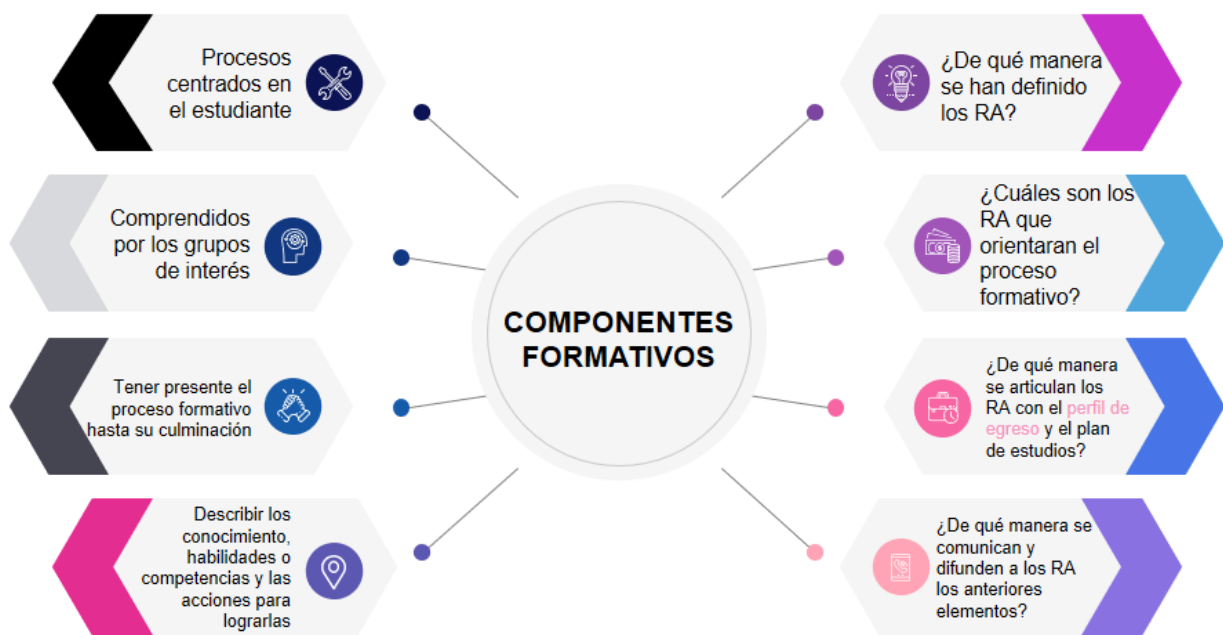 Procesos
centrados en
el estudiante
Comprendidos
por los grupos
de interés
Tener presente el
proceso formativo
hasta su culminación
Describir los
conocimiento,
habilidades o
competencias y las
acciones para
lograrlas
COMPONENTES
FORMATIVOS
¿De qué manera
se han definido
los RA?
¿Cuáles son los
RA que
orientaran el
proceso
formativo?
¿De qué manera
se articulan los
RA con el perfil de
egreso y el plan
de estudios?
¿De qué manera se
comunican y
difunden a los RA
los anteriores
elementos?